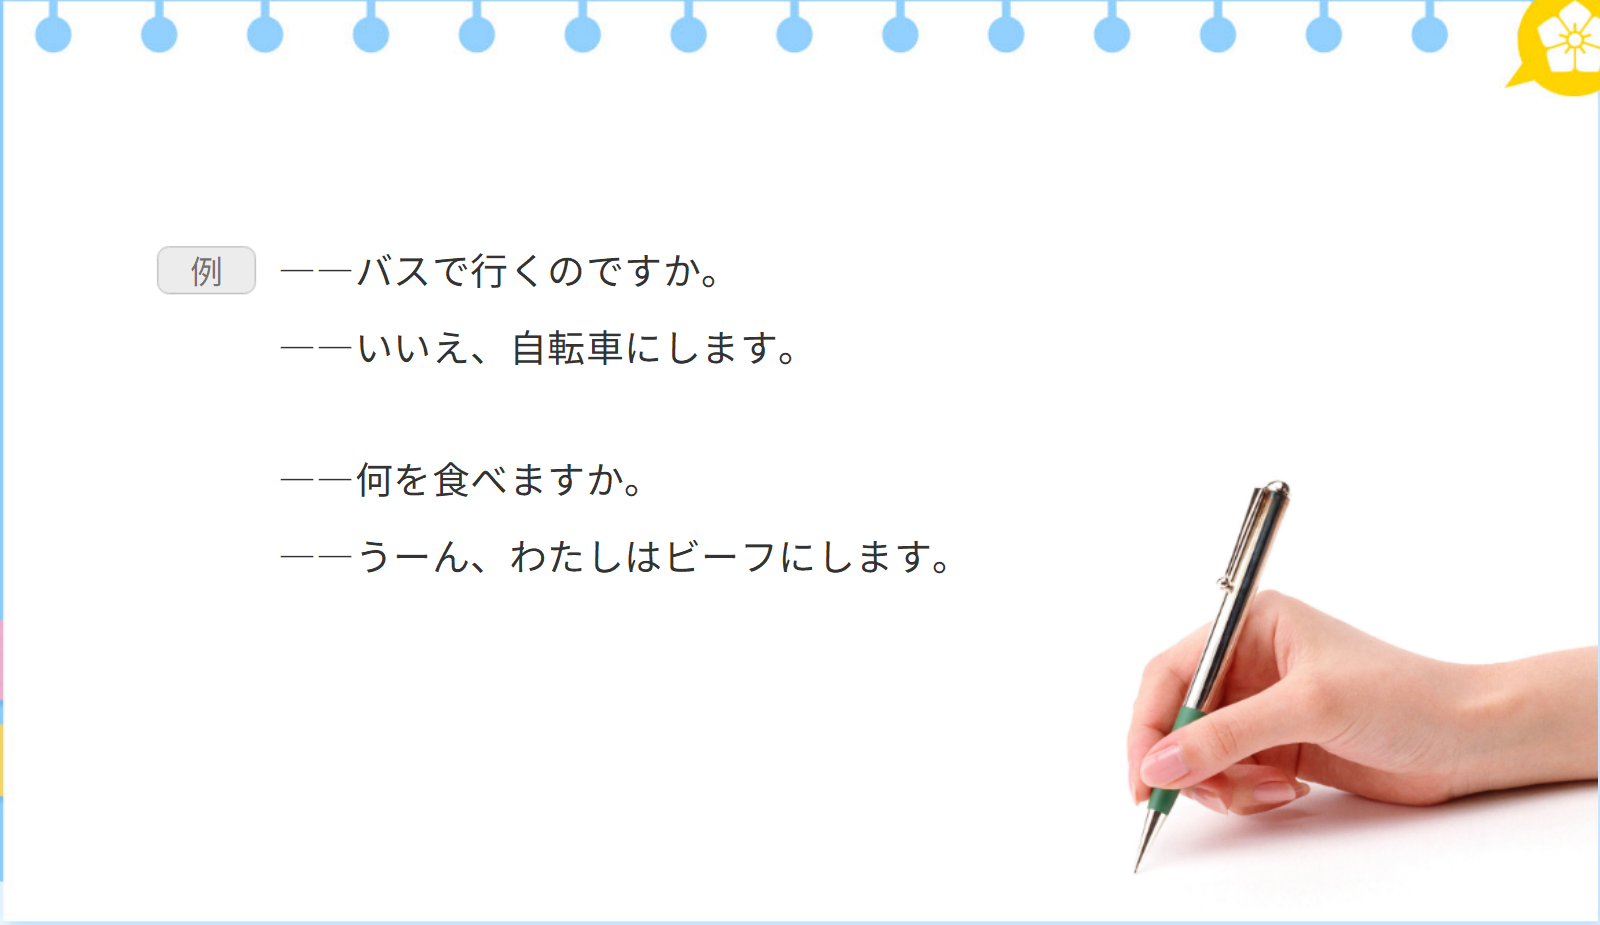 例 ――バスで行くのですか。
――いいえ、自転車にします。
――何を食べますか。
――うーん、わたしはビーフにします。